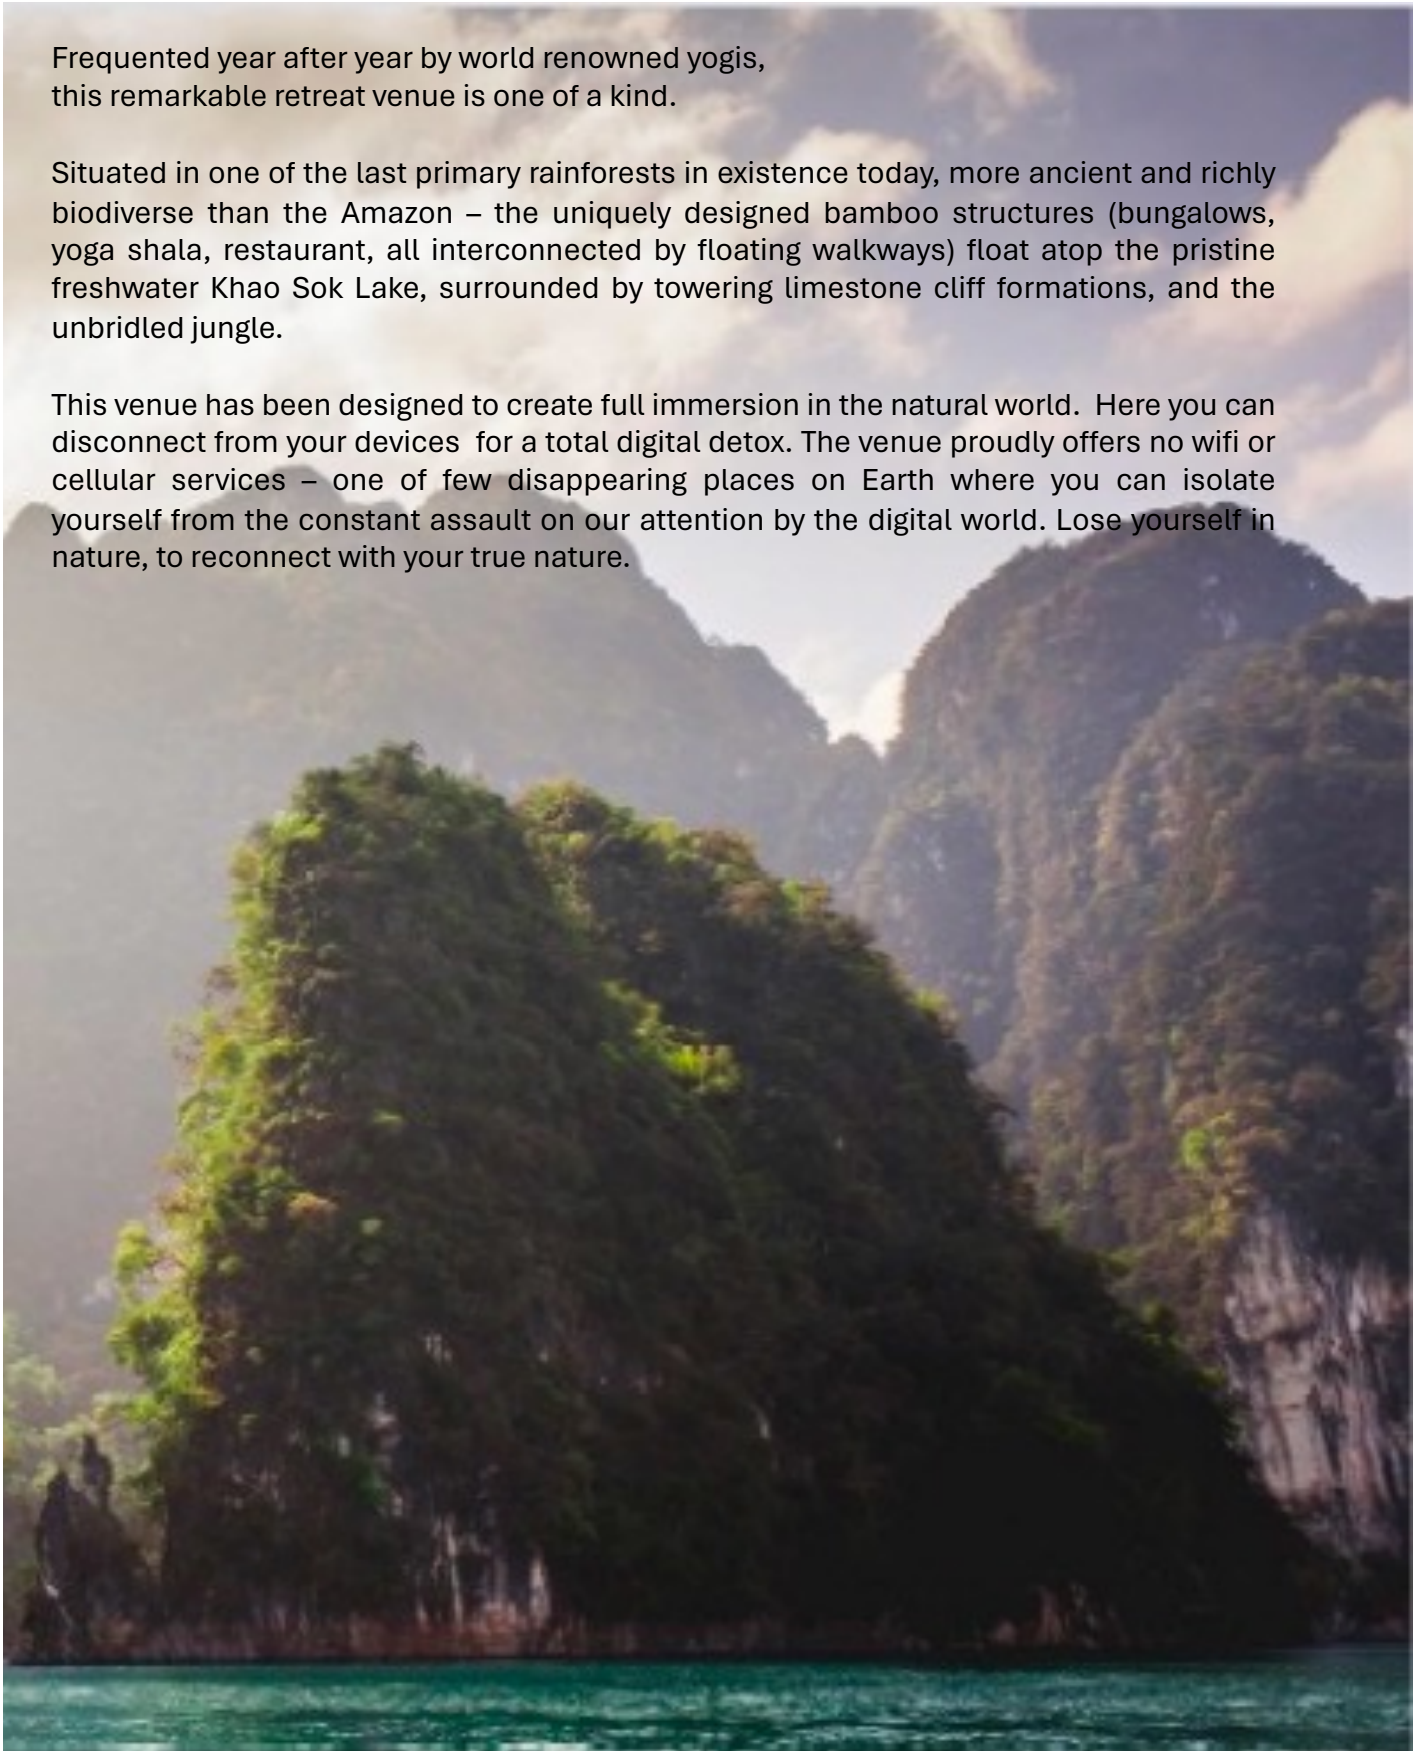 Frequented year after year by world renowned yogis,
this remarkable retreat venue is one of a kind.
Situated in one of the last primary rainforests in existence today, more ancient and richly
biodiverse than the Amazon – the uniquely designed bamboo structures (bungalows,
yoga shala, restaurant, all interconnected by floating walkways) float atop the pristine
freshwater Khao Sok Lake, surrounded by towering limestone cliff formations, and the
unbridled jungle.
This venue has been designed to create full immersion in the natural world.  Here you can
disconnect from your devices  for a total digital detox. The venue proudly offers no wifi or
cellular services – one of few disappearing places on Earth where you can isolate
yourself from the constant assault on our attention by the digital world. Lose yourself in
nature, to reconnect with your true nature.